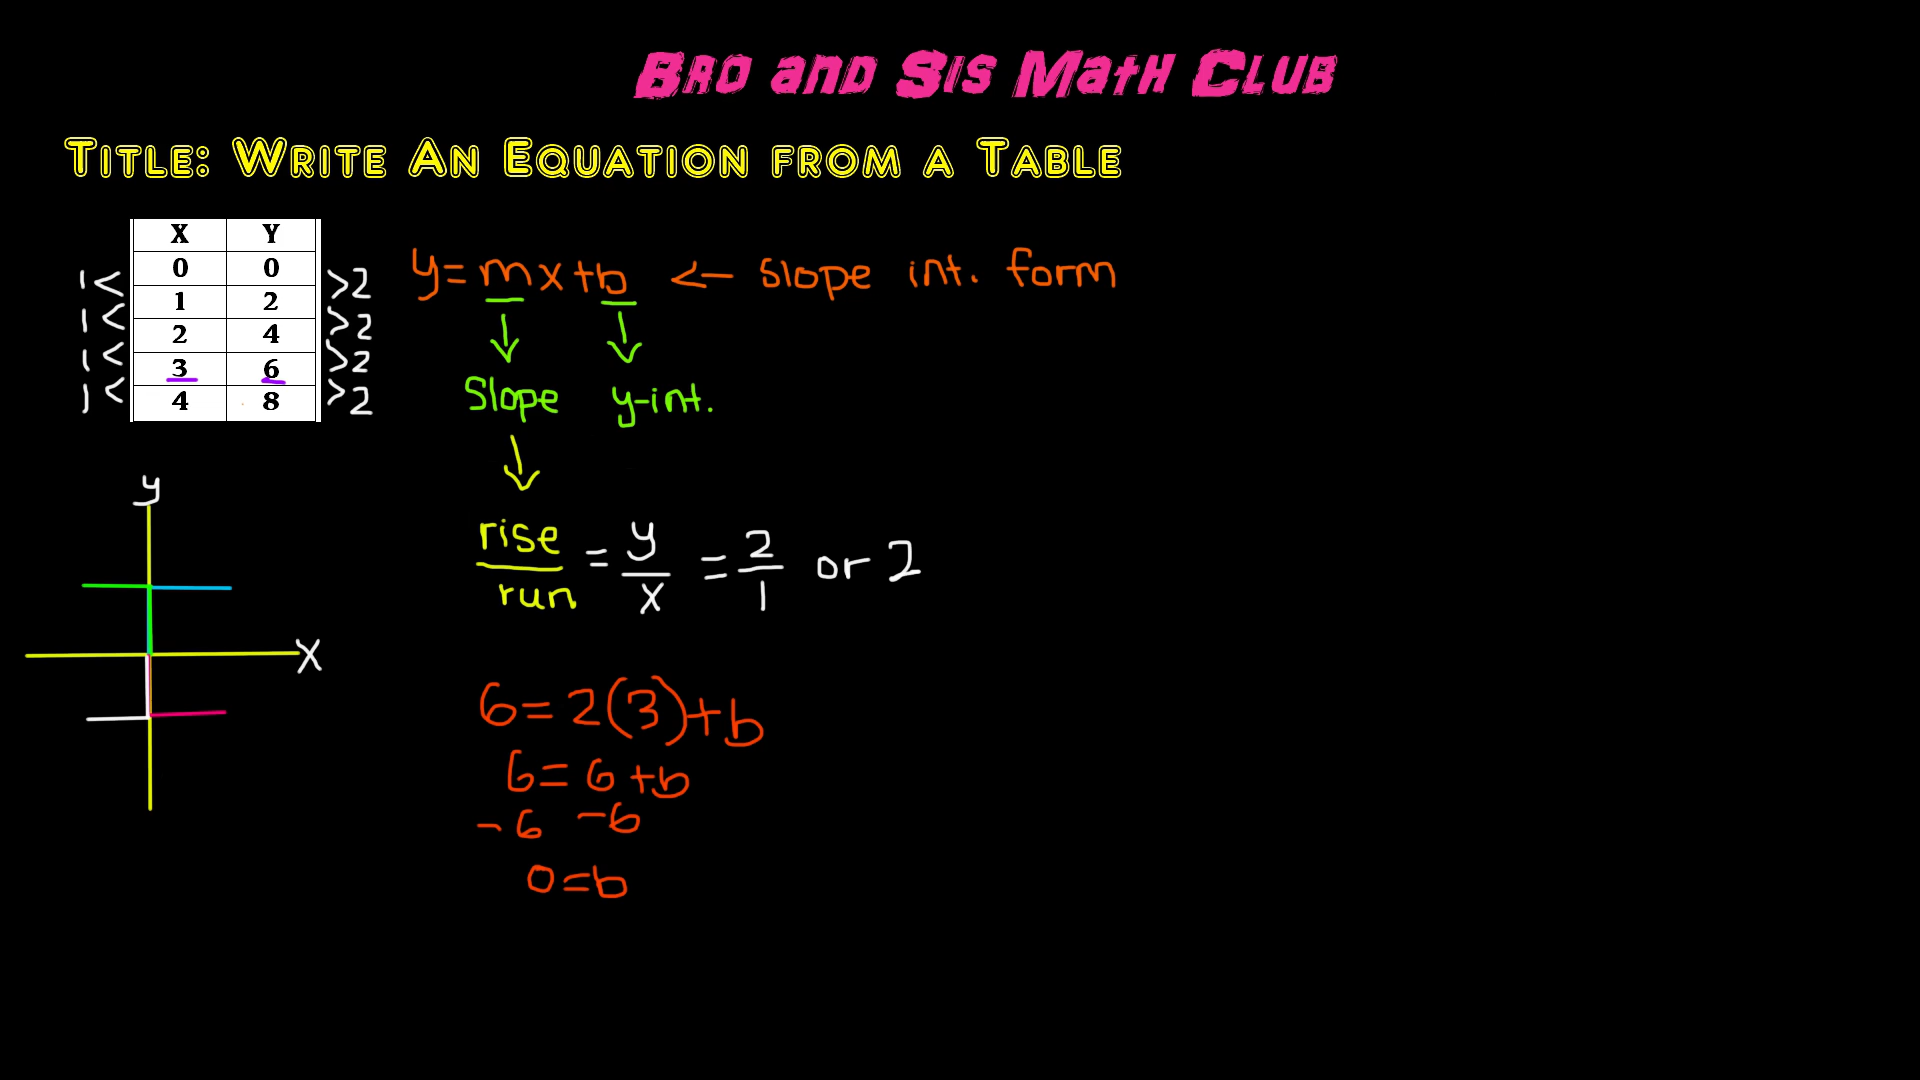 Bro and Sis Math Club
Title: Write An Equation from a Table
X Y
0 0
1 2
2 4
3 6
4 8
1< >2
1< >2
1< >2
1< >2
y=mx+b <— Slope int. form
Slope y-int.
rise/run = y/x = 2/1 or 2
y
x
6=2(3)+b
6=6+b
-6 -6
0=b